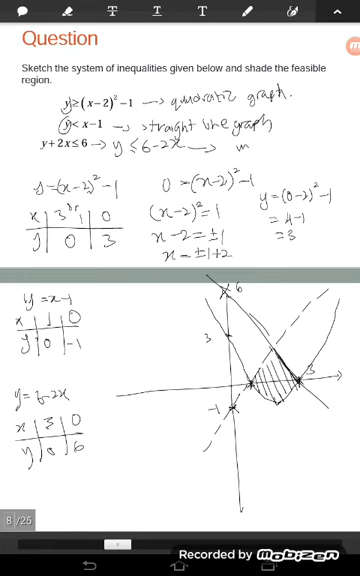 Question
Sketch the system of inequalities given below and shade the feasible
region.
y ≥ (x − 2)² − 1 → quadratic graph.
y < x − 1 → straight line graph
y + 2x ≤ 6 → y ≤ 6 − 2x →
y = (x−2)² − 1
x | 3 or 1 | 0
y | 0 | 3
0 = (x−2)² − 1
(x−2)² = 1
x − 2 = ± 1
x = ± 1 + 2
y = (0−2)² − 1
= 4 − 1
= 3
y = x − 1
x | 1 | 0
y | 0 | −1
y = 6 − 2x
x | 3 | 0
y | 0 | 6
6
3
3
−1
8 /25
Recorded by mobizen